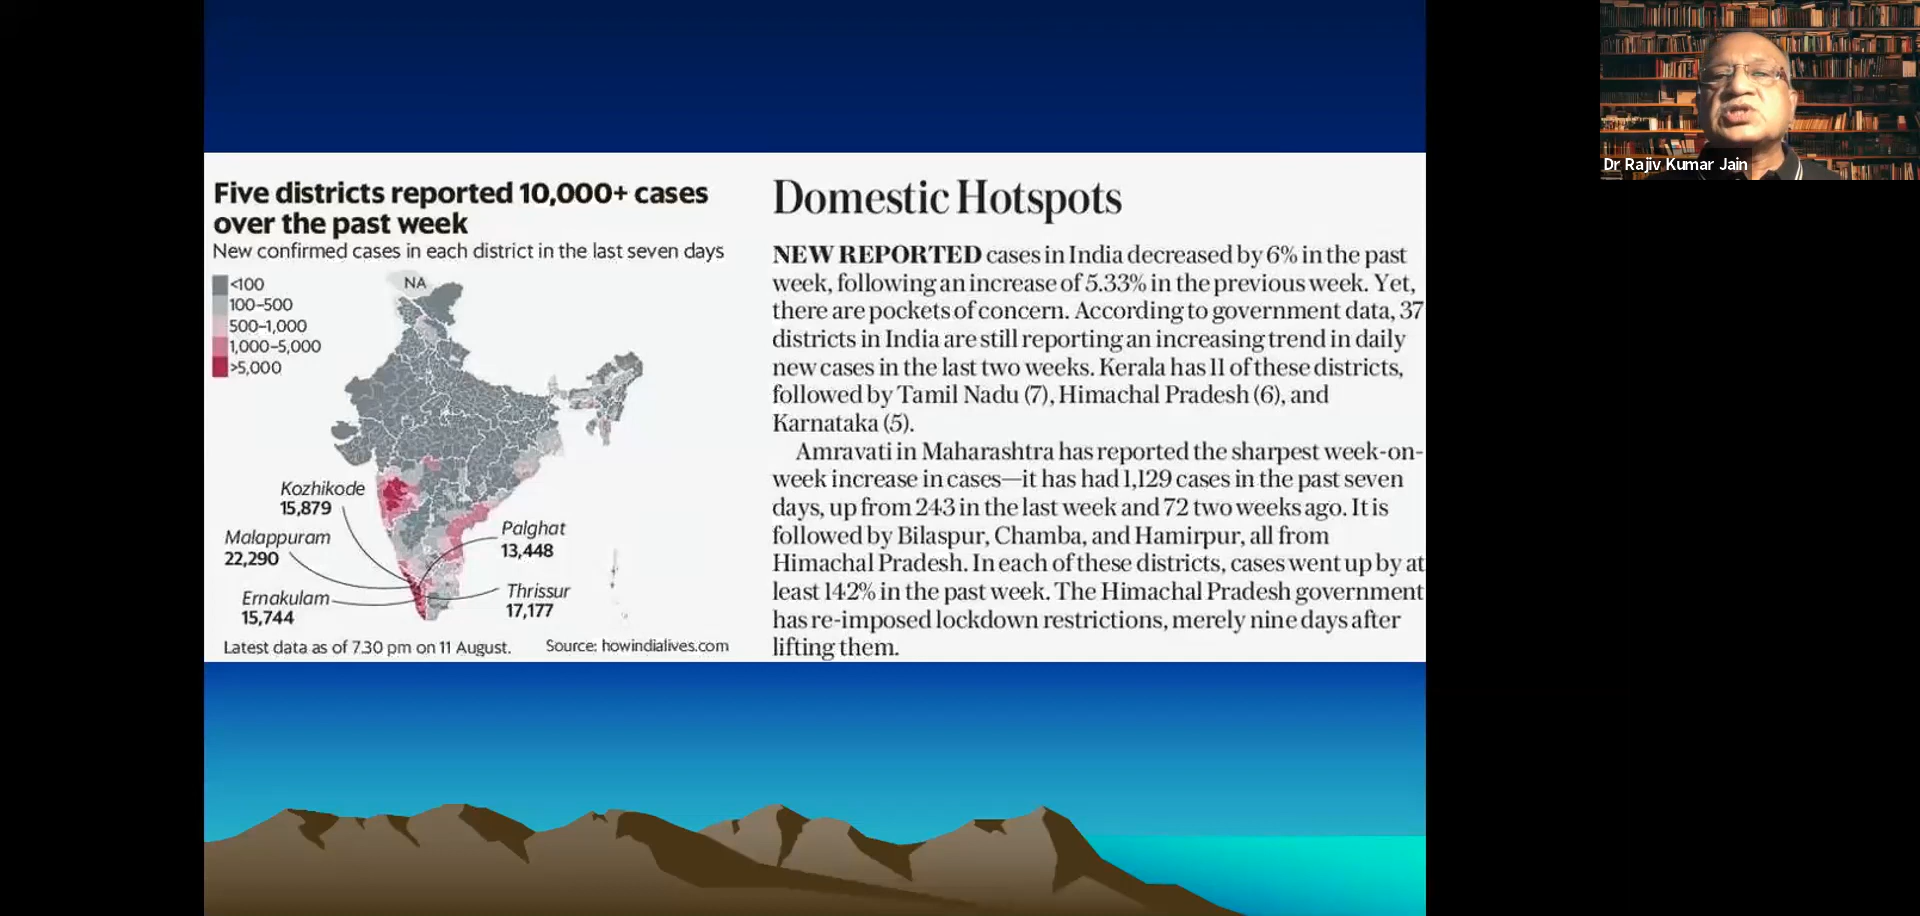 Five districts reported 10,000+ cases
over the past week
New confirmed cases in each district in the last seven days
<100
100–500
500–1,000
1,000–5,000
>5,000
NA
Kozhikode
15,879
Malappuram
22,290
Ernakulam
15,744
Palghat
13,448
Thrissur
17,177
Latest data as of 7.30 pm on 11 August.
Source: howindialives.com
Domestic Hotspots
NEW REPORTED cases in India decreased by 6% in the past
week, following an increase of 5.33% in the previous week. Yet,
there are pockets of concern. According to government data, 37
districts in India are still reporting an increasing trend in daily
new cases in the last two weeks. Kerala has 11 of these districts,
followed by Tamil Nadu (7), Himachal Pradesh (6), and
Karnataka (5).
Amravati in Maharashtra has reported the sharpest week-on-
week increase in cases—it has had 1,129 cases in the past seven
days, up from 243 in the last week and 72 two weeks ago. It is
followed by Bilaspur, Chamba, and Hamirpur, all from
Himachal Pradesh. In each of these districts, cases went up by at
least 142% in the past week. The Himachal Pradesh government
has re-imposed lockdown restrictions, merely nine days after
lifting them.
Dr Rajiv Kumar Jain